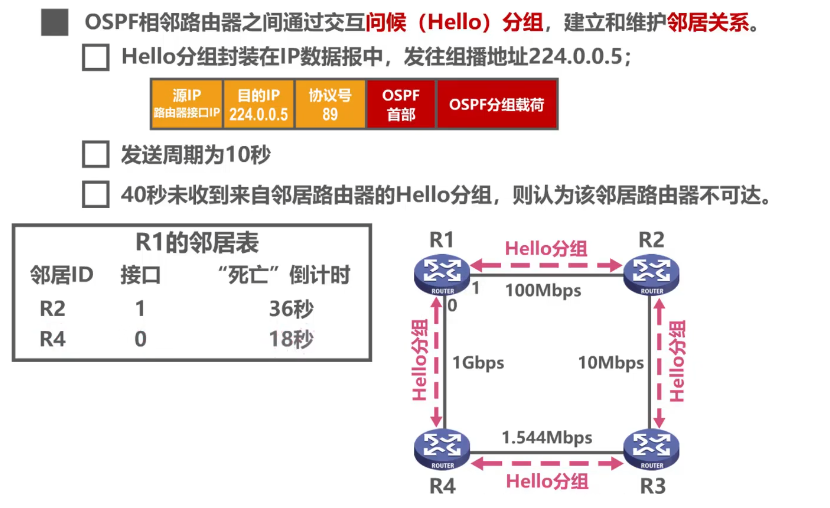 OSPF相邻路由器之间通过交互问候（Hello）分组，建立和维护邻居关系。
Hello分组封装在IP数据报中，发往组播地址224.0.0.5；
源IP
路由器接口IP
目的IP
224.0.0.5
协议号
89
OSPF
首部
OSPF分组载荷
发送周期为10秒
40秒未收到来自邻居路由器的Hello分组，则认为该邻居路由器不可达。
R1的邻居表
邻居ID 接口 “死亡”倒计时
R2 1 36秒
R4 0 18秒
R1
Hello分组
R2
ROUTER
1
100Mbps
ROUTER
0
Hello分组
1Gbps
10Mbps
Hello分组
1.544Mbps
ROUTER
ROUTER
R4
Hello分组
R3